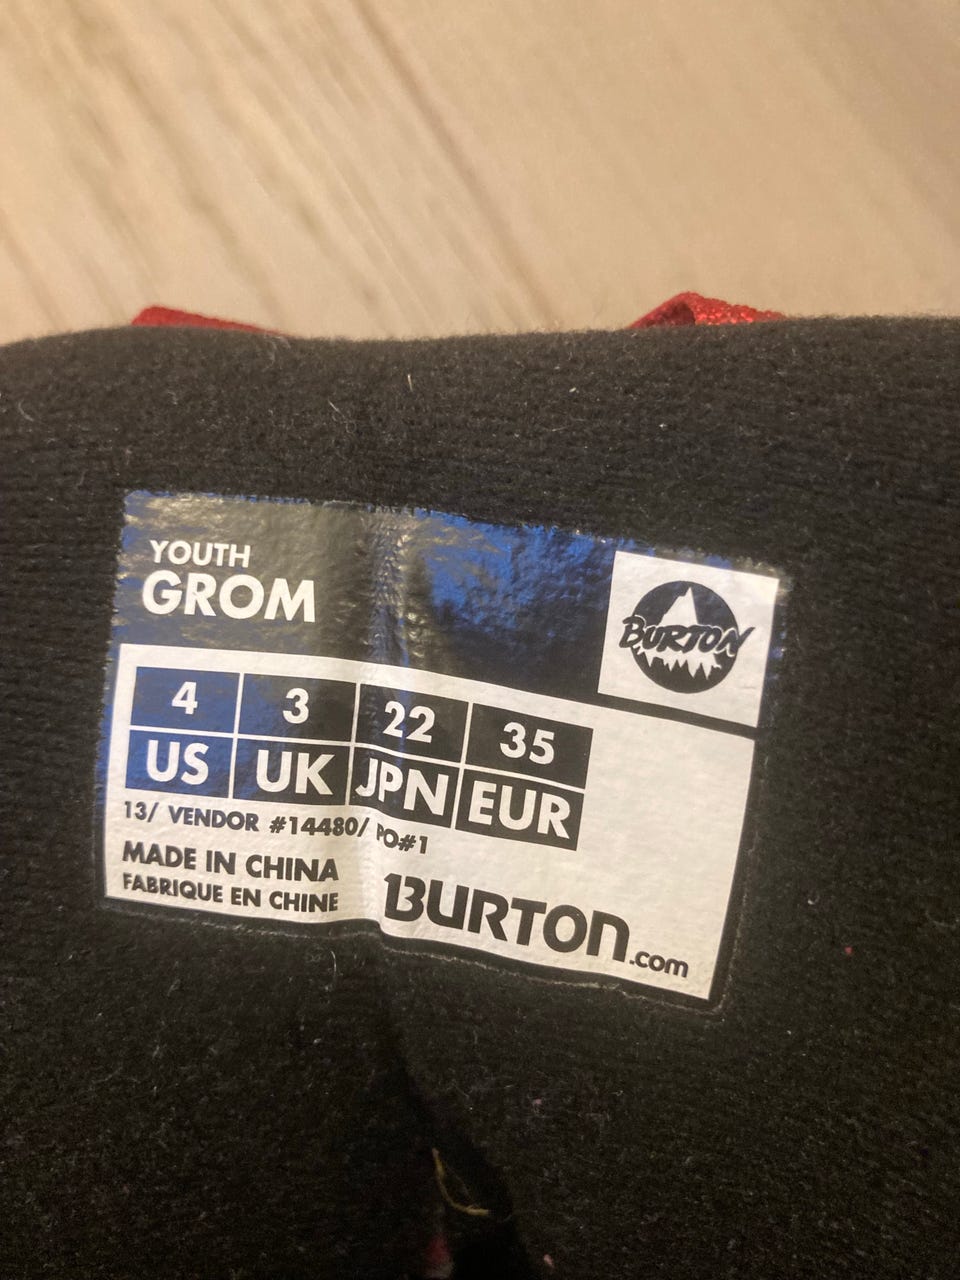 YOUTH
GROM
BURTON
4 3 22 35
US UK JPN EUR
13/ VENDOR #14480/ PO#1
MADE IN CHINA
FABRIQUE EN CHINE
BURTON.com